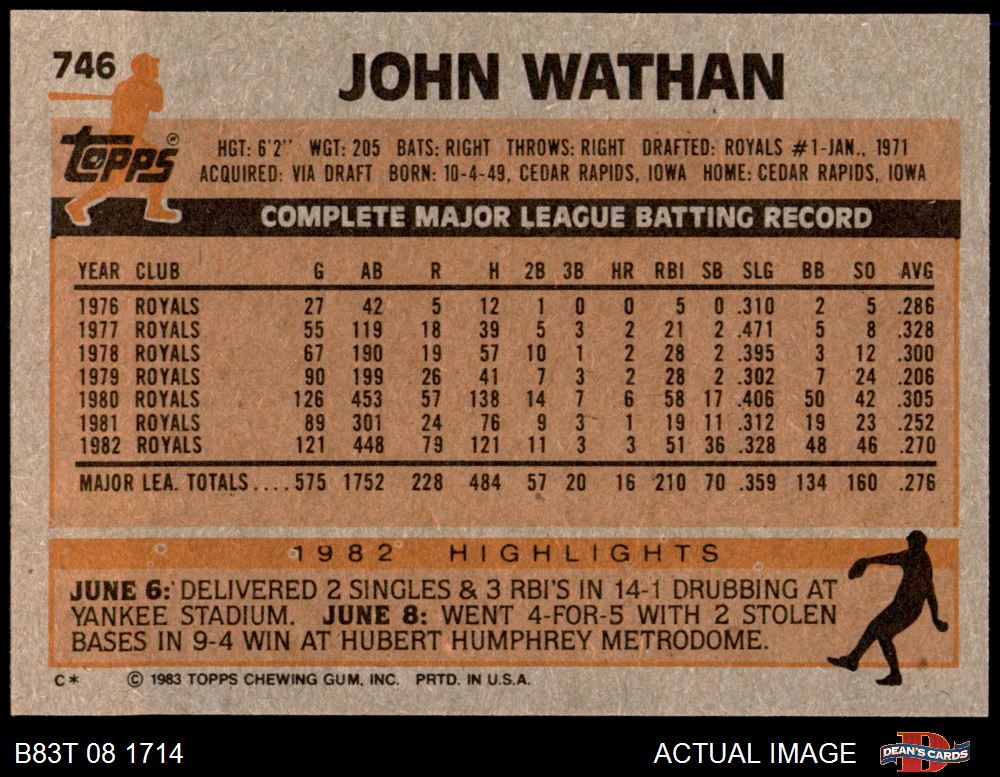 746
JOHN WATHAN
Topps®
HGT: 6'2" WGT: 205 BATS: RIGHT THROWS: RIGHT DRAFTED: ROYALS #1-JAN., 1971
ACQUIRED: VIA DRAFT BORN: 10-4-49, CEDAR RAPIDS, IOWA HOME: CEDAR RAPIDS, IOWA
COMPLETE MAJOR LEAGUE BATTING RECORD
YEAR CLUB G AB R H 2B 3B HR RBI SB SLG BB SO AVG
1976 ROYALS 27 42 5 12 1 0 0 5 0 .310 2 5 .286
1977 ROYALS 55 119 18 39 5 3 2 21 2 .471 5 8 .328
1978 ROYALS 67 190 19 57 10 1 2 28 2 .395 3 12 .300
1979 ROYALS 90 199 26 41 7 3 2 28 2 .302 7 24 .206
1980 ROYALS 126 453 57 138 14 7 6 58 17 .406 50 42 .305
1981 ROYALS 89 301 24 76 9 3 1 19 11 .312 19 23 .252
1982 ROYALS 121 448 79 121 11 3 3 51 36 .328 48 46 .270
MAJOR LEA. TOTALS....575 1752 228 484 57 20 16 210 70 .359 134 160 .276
1982 HIGHLIGHTS
JUNE 6: DELIVERED 2 SINGLES & 3 RBI'S IN 14-1 DRUBBING AT
YANKEE STADIUM. JUNE 8: WENT 4-FOR-5 WITH 2 STOLEN
BASES IN 9-4 WIN AT HUBERT HUMPHREY METRODOME.
C* © 1983 TOPPS CHEWING GUM, INC. PRTD. IN U.S.A.
B83T 08 1714 ACTUAL IMAGE DEAN'S CARDS